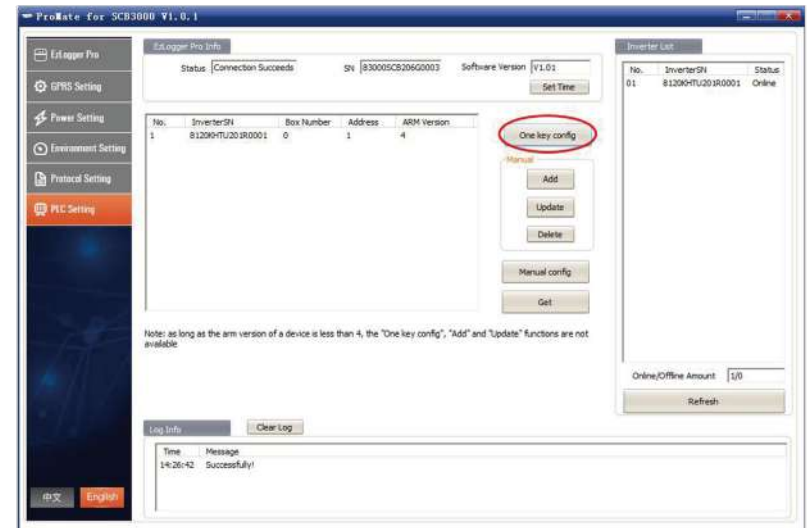 ProMate for SCB3000 V1.0.1
EzLogger Pro
GPRS Setting
Power Setting
Environment Setting
Protocal Setting
PLC Setting
中文 English
EzLogger Pro Info
Status Connection Succeeds SN 83000SCB206G0003 Software Version V1.01
Set Time
No. InverterSN Box Number Address ARM Version
1 8120KHTU201R0001 0 1 4
One key config
Manual
Add
Update
Delete
Manual config
Get
Note: as long as the arm version of a device is less than 4, the "One key config", "Add" and "Update" functions are not
available
Inverter List
No. InverterSN Status
01 8120KHTU201R0001 Online
Online/Offline Amount 1/0
Refresh
Log Info Clear Log
Time Message
14:26:42 Successfully!